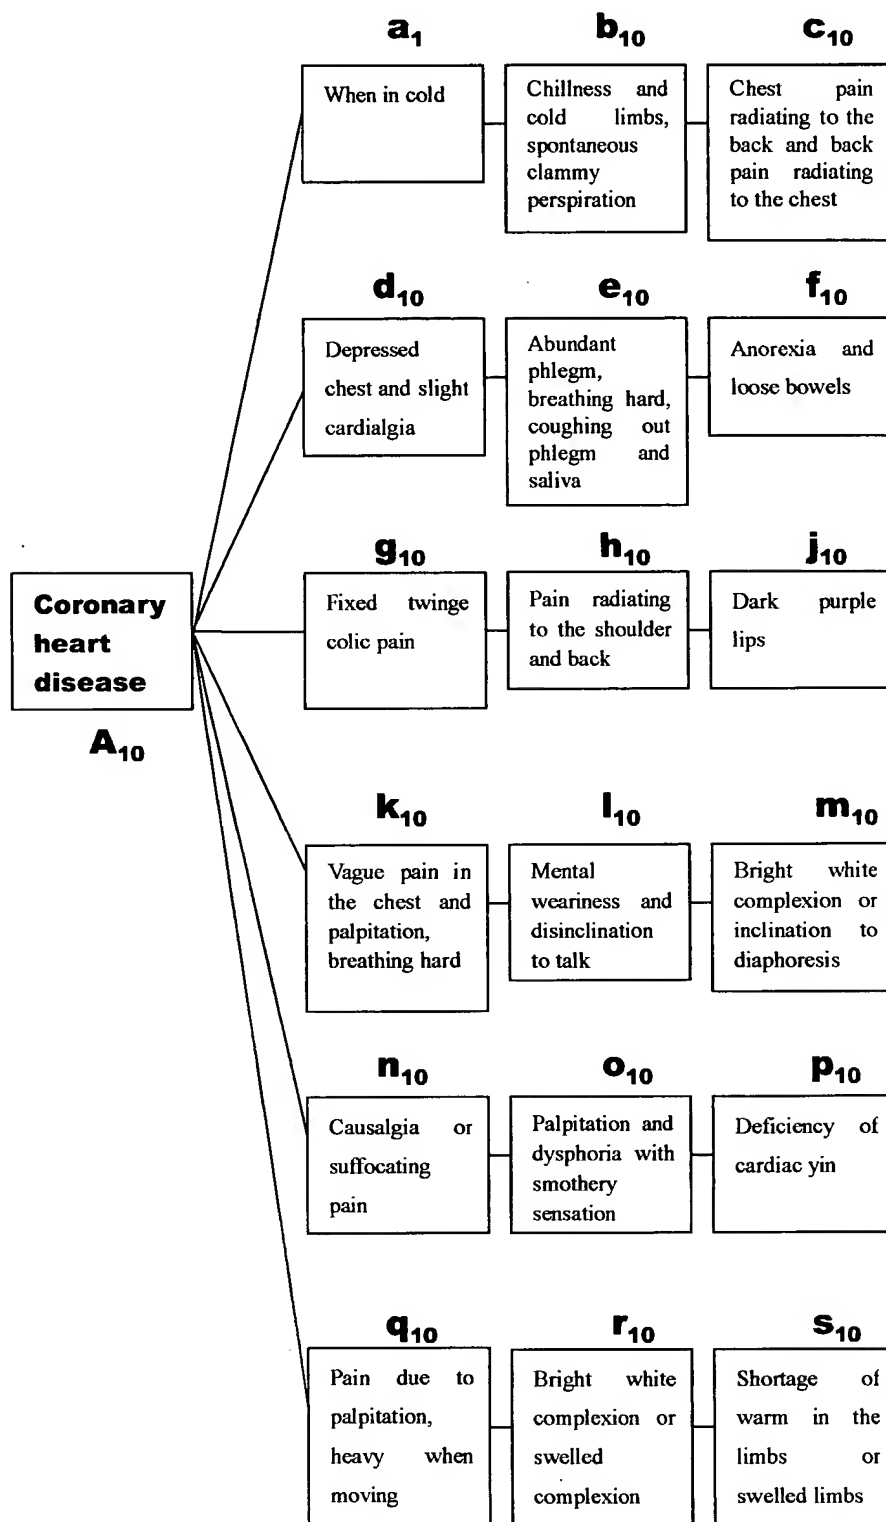 a1
b10
c10
When in cold
Chillness and
cold limbs,
spontaneous
clammy
perspiration
Chest pain
radiating to the
back and back
pain radiating
to the chest
d10
e10
f10
Depressed
chest and slight
cardialgia
Abundant
phlegm,
breathing hard,
coughing out
phlegm and
saliva
Anorexia and
loose bowels
Coronary
heart
disease
A10
g10
h10
j10
Fixed twinge
colic pain
Pain radiating
to the shoulder
and back
Dark purple
lips
k10
l10
m10
Vague pain in
the chest and
palpitation,
breathing hard
Mental
weariness and
disinclination
to talk
Bright white
complexion or
inclination to
diaphoresis
n10
o10
p10
Causalgia or
suffocating
pain
Palpitation and
dysphoria with
smothery
sensation
Deficiency of
cardiac yin
q10
r10
s10
Pain due to
palpitation,
heavy when
moving
Bright white
complexion or
swelled
complexion
Shortage of
warm in the
limbs or
swelled limbs